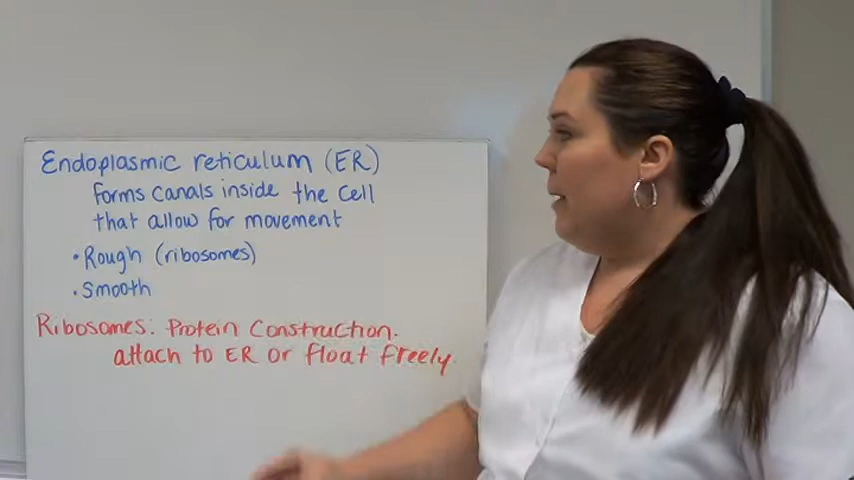 Endoplasmic reticulum (ER)
forms canals inside the cell
that allow for movement
• Rough (ribosomes)
• Smooth
Ribosomes: Protein Construction.
attach to ER or float freely.